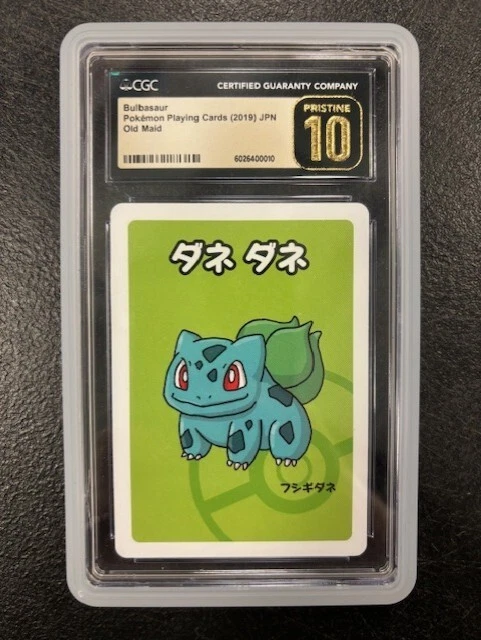 CGC
CERTIFIED GUARANTY COMPANY
Bulbasaur
Pokémon Playing Cards (2019) JPN
Old Maid
PRISTINE
10
6026400010
ダネ ダネ
フシギダネ